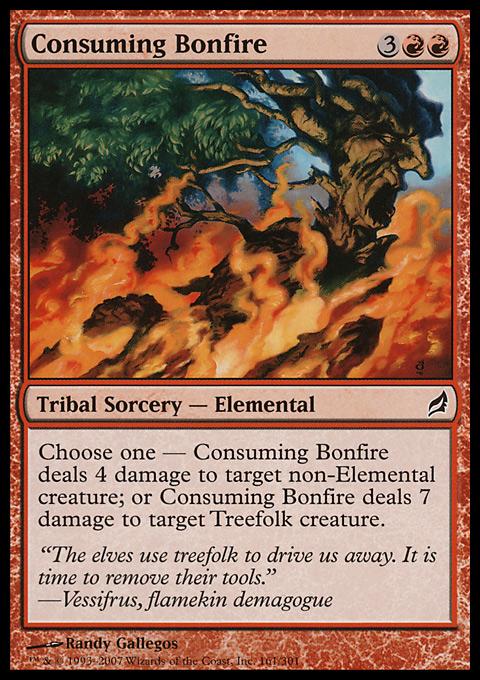 Consuming Bonfire 3
Tribal Sorcery — Elemental
Choose one — Consuming Bonfire
deals 4 damage to target non-Elemental
creature; or Consuming Bonfire deals 7
damage to target Treefolk creature.
“The elves use treefolk to drive us away. It is
time to remove their tools.”
—Vessifrus, flamekin demagogue
Randy Gallegos
™ & © 1993-2007 Wizards of the Coast, Inc. 161/301